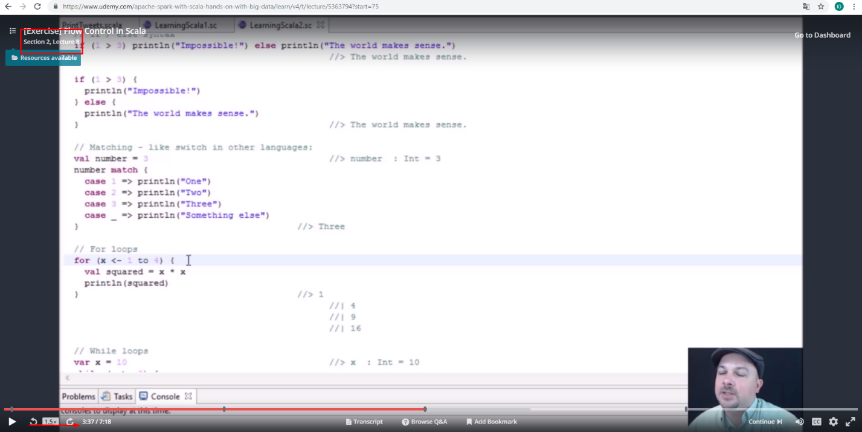 https://www.udemy.com/apache-spark-with-scala-hands-on-with-big-data/learn/v4/t/lecture/5363794?start=75
[Exercise] Flow Control in Scala
Section 2, Lecture
Go to Dashboard
Resources available
PrintTweets.scala LearningScala1.sc LearningScala2.sc
if (1 > 3) println("Impossible!") else println("The world makes sense.")
//> The world makes sense.
if (1 > 3) {
println("Impossible!")
} else {
println("The world makes sense.")
} //> The world makes sense.
// Matching - like switch in other languages:
val number = 3 //> number : Int = 3
number match {
case 1 => println("One")
case 2 => println("Two")
case 3 => println("Three")
case _ => println("Something else")
} //> Three
// For loops
for (x <- 1 to 4) {
val squared = x * x
println(squared)
} //> 1
//| 4
//| 9
//| 16
// While loops
var x = 10 //> x : Int = 10
Problems Tasks Console
consoles to display at this time.
1.5x 3:37 / 7:18 Transcript Browse Q&A Add Bookmark Continue